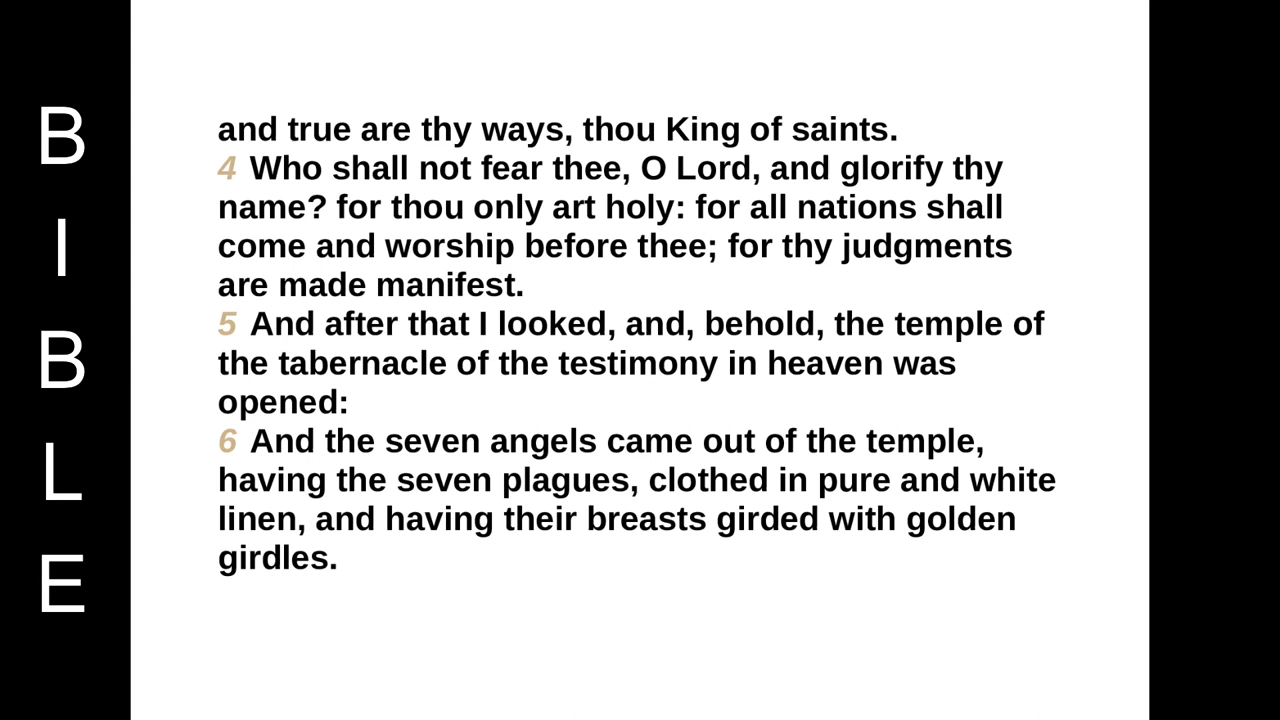 BIBLE
and true are thy ways, thou King of saints.
4 Who shall not fear thee, O Lord, and glorify thy
name? for thou only art holy: for all nations shall
come and worship before thee; for thy judgments
are made manifest.
5 And after that I looked, and, behold, the temple of
the tabernacle of the testimony in heaven was
opened:
6 And the seven angels came out of the temple,
having the seven plagues, clothed in pure and white
linen, and having their breasts girded with golden
girdles.